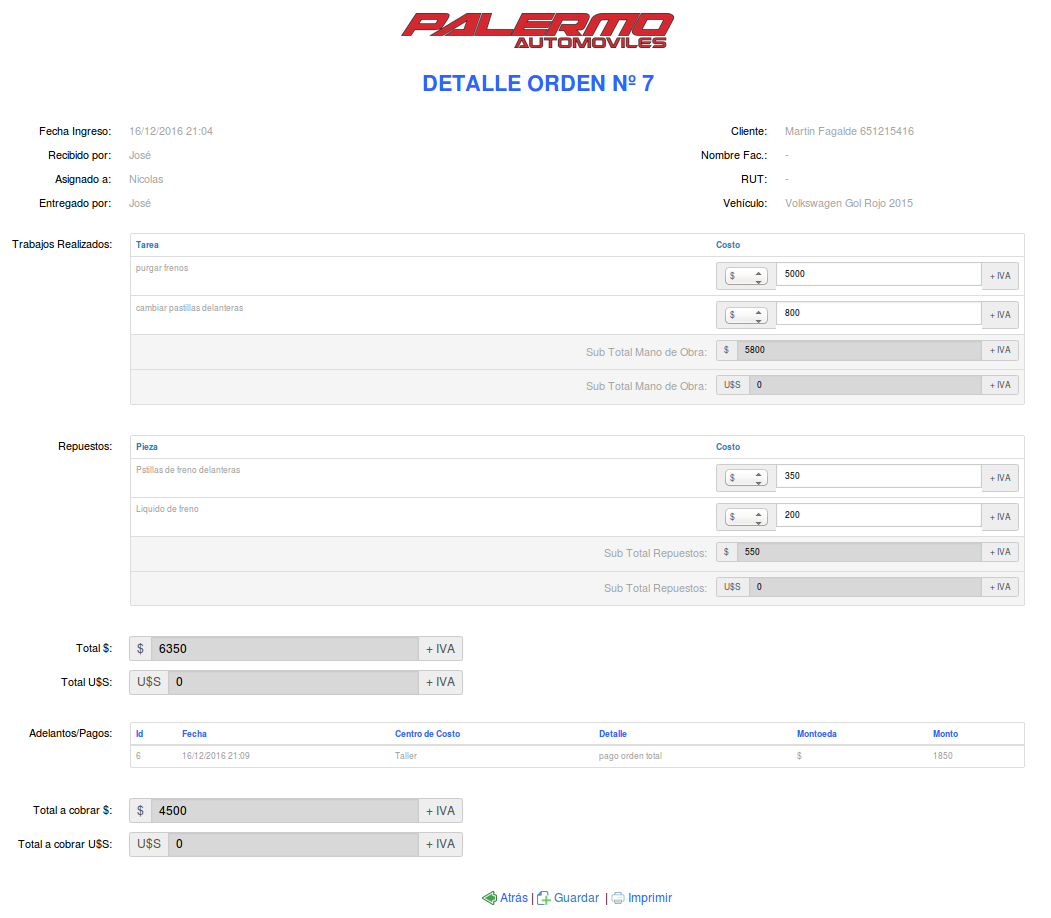 PALERMO
AUTOMOVILES
DETALLE ORDEN Nº 7
Fecha Ingreso: 16/12/2016 21:04
Cliente: Martin Fagalde 651215416
Recibido por: José
Nombre Fac.: -
Asignado a: Nicolas
RUT: -
Entregado por: José
Vehículo: Volkswagen Gol Rojo 2015
Trabajos Realizados:
Tarea Costo
purgar frenos $ 5000 + IVA
cambiar pastillas delanteras $ 800 + IVA
Sub Total Mano de Obra: $ 5800 + IVA
Sub Total Mano de Obra: U$S 0 + IVA
Repuestos:
Pieza Costo
Pstillas de freno delanteras $ 350 + IVA
Liquido de freno $ 200 + IVA
Sub Total Repuestos: $ 550 + IVA
Sub Total Repuestos: U$S 0 + IVA
Total $: $ 6350 + IVA
Total U$S: U$S 0 + IVA
Adelantos/Pagos:
Id Fecha Centro de Costo Detalle Montoeda Monto
6 16/12/2016 21:09 Taller pago orden total $ 1850
Total a cobrar $: $ 4500 + IVA
Total a cobrar U$S: U$S 0 + IVA
Atrás | Guardar | Imprimir